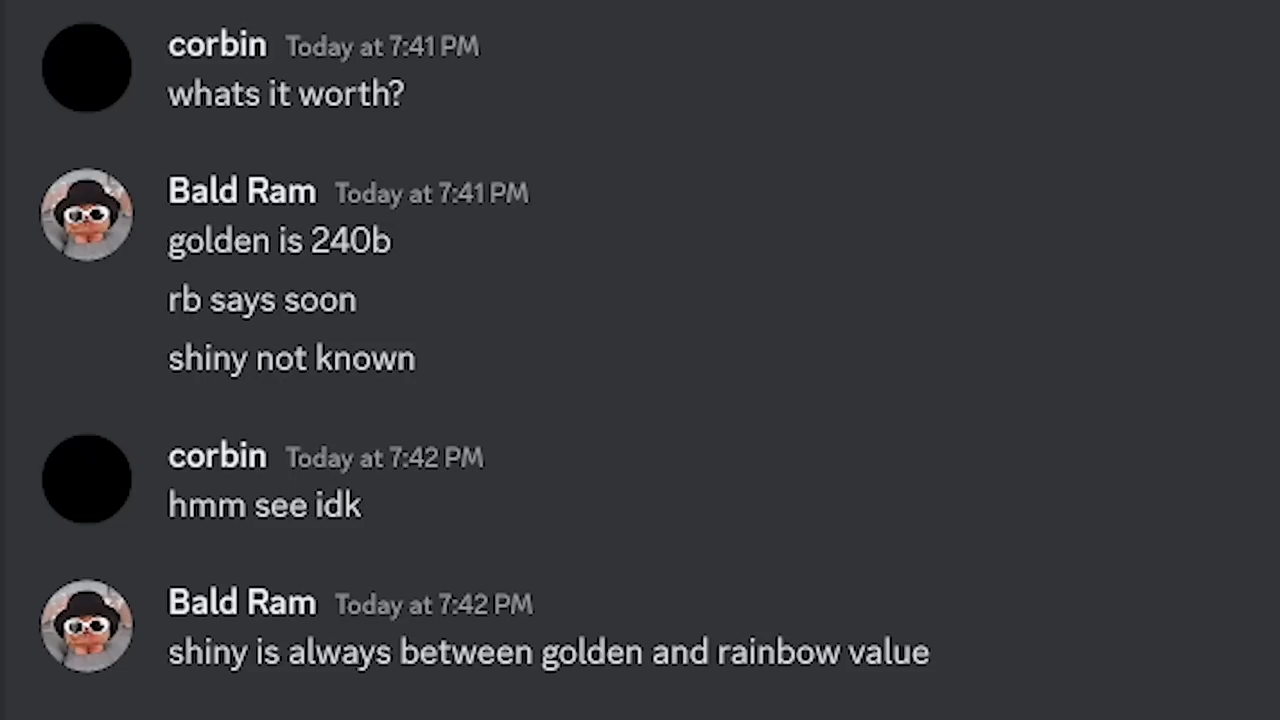 corbin Today at 7:41 PM
whats it worth?
Bald Ram Today at 7:41 PM
golden is 240b
rb says soon
shiny not known
corbin Today at 7:42 PM
hmm see idk
Bald Ram Today at 7:42 PM
shiny is always between golden and rainbow value